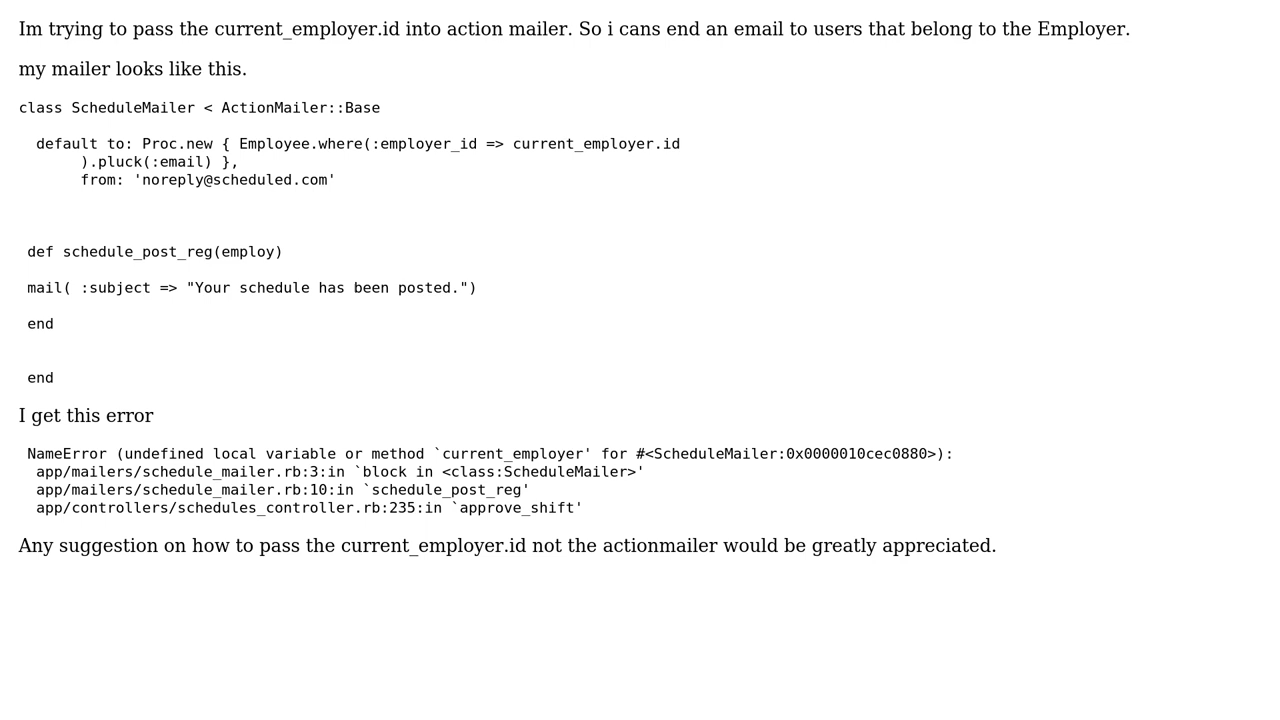 Im trying to pass the current_employer.id into action mailer. So i cans end an email to users that belong to the Employer.
my mailer looks like this.
class ScheduleMailer < ActionMailer::Base
  default to: Proc.new { Employee.where(:employer_id => current_employer.id
       ).pluck(:email) },
       from: 'noreply@scheduled.com'
 def schedule_post_reg(employ)
 mail( :subject => "Your schedule has been posted.")
 end
 end
I get this error
 NameError (undefined local variable or method `current_employer' for #<ScheduleMailer:0x0000010cec0880>):
  app/mailers/schedule_mailer.rb:3:in `block in <class:ScheduleMailer>'
  app/mailers/schedule_mailer.rb:10:in `schedule_post_reg'
  app/controllers/schedules_controller.rb:235:in `approve_shift'
Any suggestion on how to pass the current_employer.id not the actionmailer would be greatly appreciated.